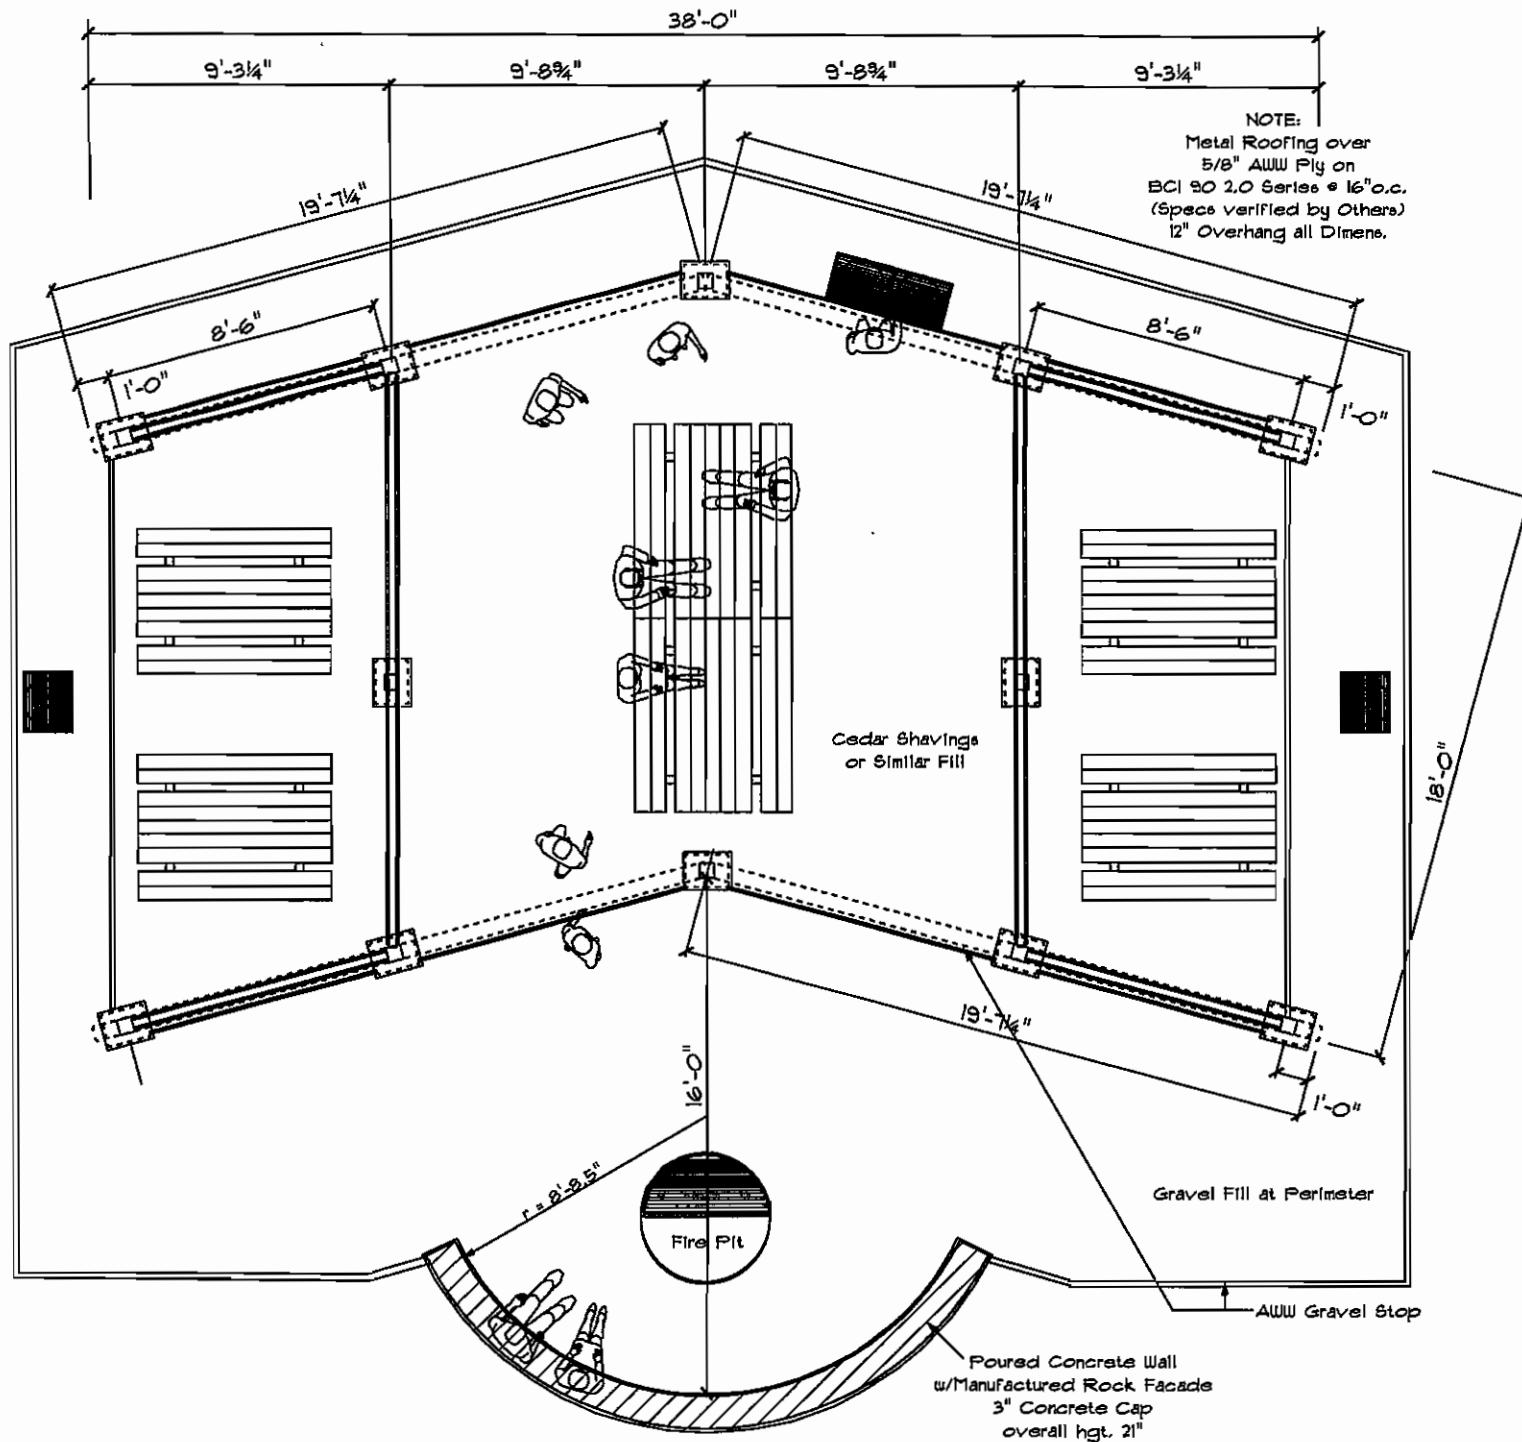 38'-0"
9'-3¼"
9'-8¾"
9'-8¾"
9'-3¼"
NOTE:
Metal Roofing over
5/8" AWW Ply on
BCI 90 2.0 Series @ 16"o.c.
(Specs verified by Others)
12" Overhang all Dimens.
19'-7¼"
19'-7¼"
8'-6"
8'-6"
1'-0"
1'-0"
Cedar Shavings
or Similar Fill
18'-0"
19'-7¼"
16'-0"
1'-0"
r = 8'-8.5"
Gravel Fill at Perimeter
Fire Pit
AWW Gravel Stop
Poured Concrete Wall
w/Manufactured Rock Facade
3" Concrete Cap
overall hgt. 21"